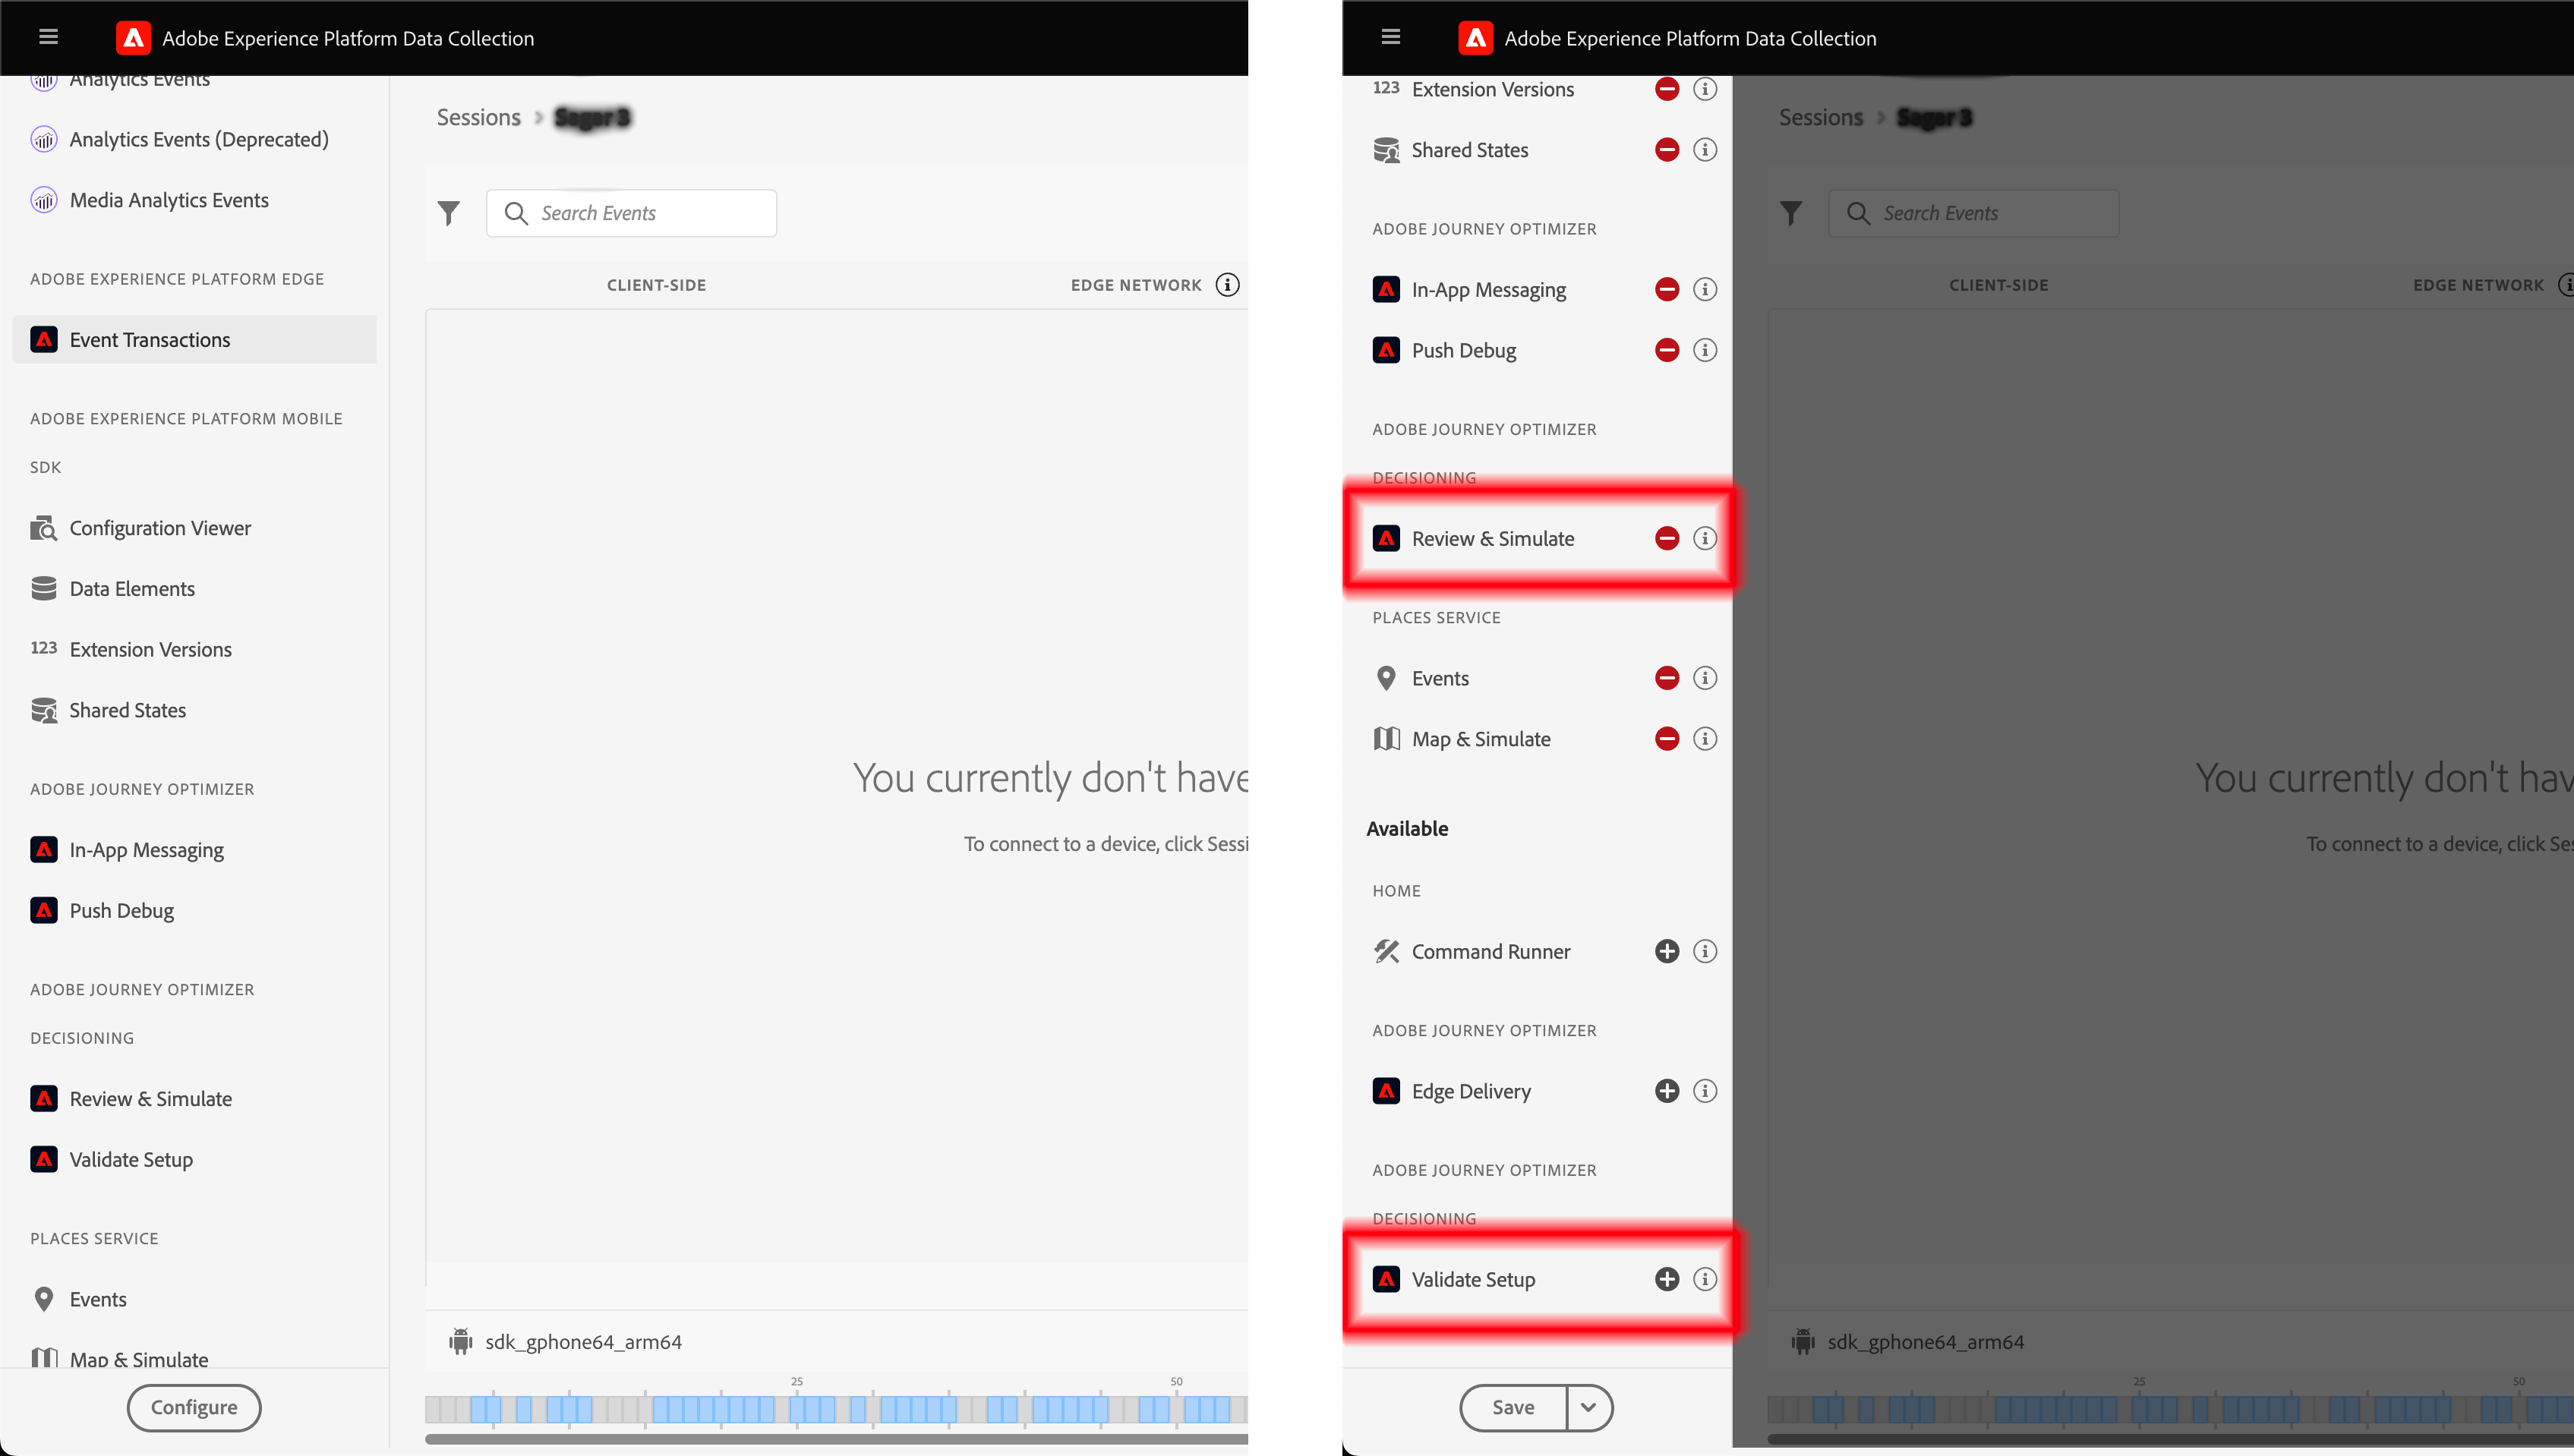 Adobe Experience Platform Data Collection
Analytics Events
Analytics Events (Deprecated)
Media Analytics Events
ADOBE EXPERIENCE PLATFORM EDGE
Event Transactions
ADOBE EXPERIENCE PLATFORM MOBILE
SDK
Configuration Viewer
Data Elements
123 Extension Versions
Shared States
ADOBE JOURNEY OPTIMIZER
In-App Messaging
Push Debug
ADOBE JOURNEY OPTIMIZER
DECISIONING
Review & Simulate
Validate Setup
PLACES SERVICE
Events
Map & Simulate
Configure
Sessions > Sagar 3
Search Events
CLIENT-SIDE EDGE NETWORK
You currently don't have
To connect to a device, click Sessi
sdk_gphone64_arm64
25 50
Adobe Experience Platform Data Collection
123 Extension Versions
Shared States
ADOBE JOURNEY OPTIMIZER
In-App Messaging
Push Debug
ADOBE JOURNEY OPTIMIZER
DECISIONING
Review & Simulate
PLACES SERVICE
Events
Map & Simulate
Available
HOME
Command Runner
ADOBE JOURNEY OPTIMIZER
Edge Delivery
ADOBE JOURNEY OPTIMIZER
DECISIONING
Validate Setup
Save
Sessions > Sagar 3
Search Events
CLIENT-SIDE EDGE NETWORK
You currently don't hav
To connect to a device, click Se
sdk_gphone64_arm64
25 50